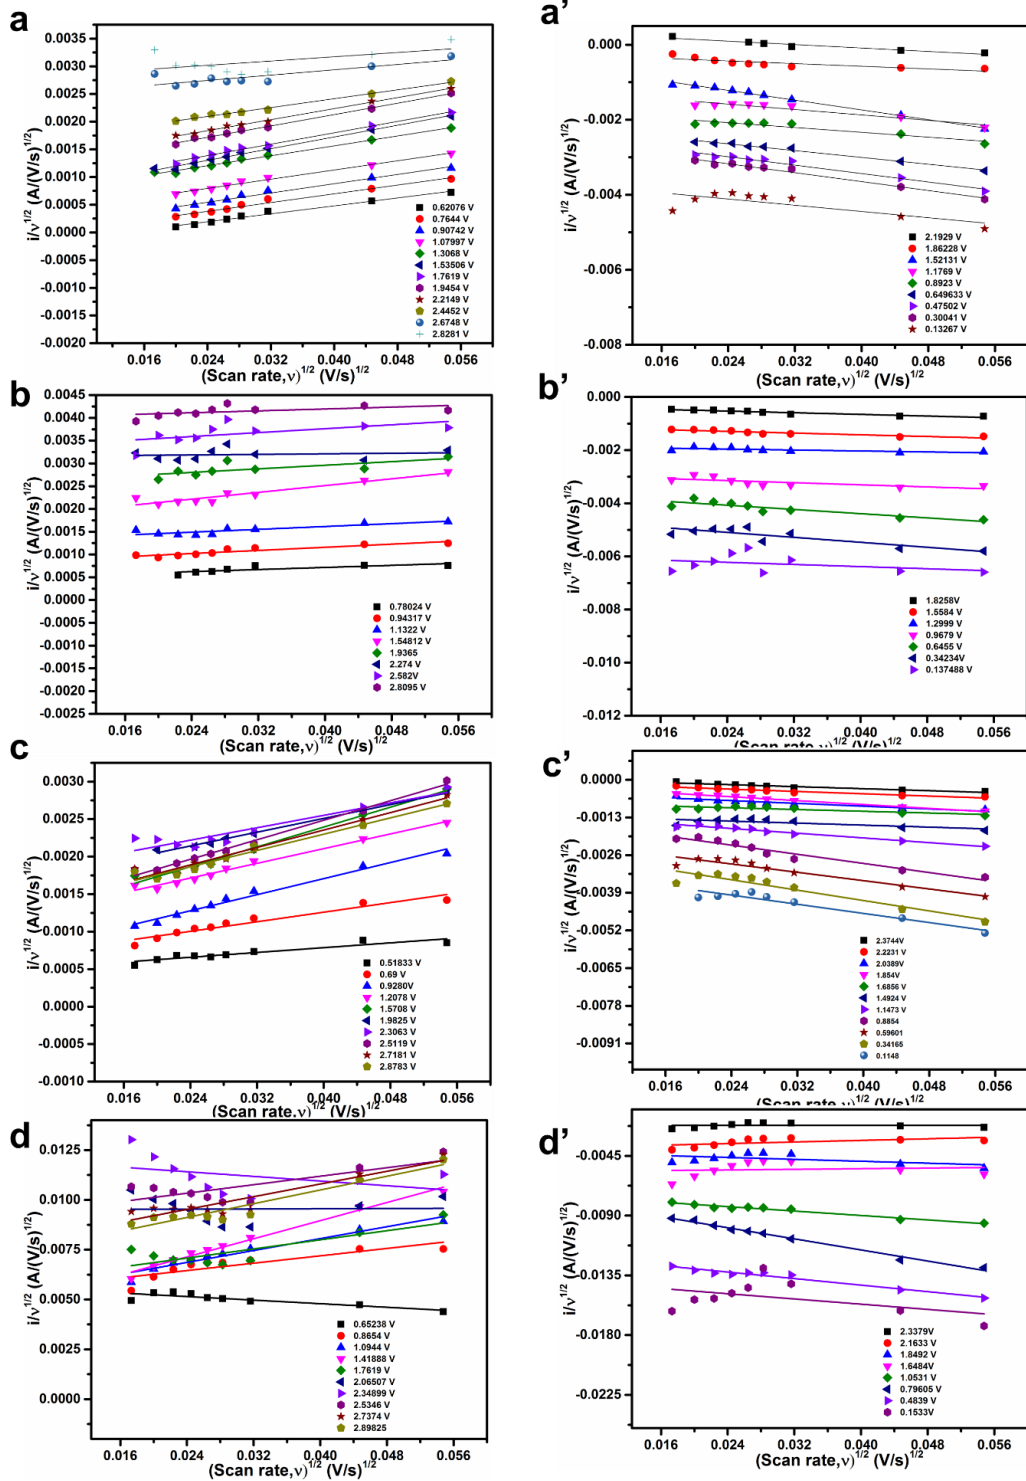 a
i/ν^1/2 (A/(V/s)^1/2)
0.0035
0.0030
0.0025
0.0020
0.0015
0.0010
0.0005
0.0000
-0.0005
-0.0010
-0.0015
-0.0020
0.62076 V
0.7644 V
0.90742 V
1.07997 V
1.3068 V
1.53506 V
1.7619 V
1.9454 V
2.2149 V
2.4452 V
2.6748 V
2.8281 V
0.016 0.024 0.032 0.040 0.048 0.056
(Scan rate,ν)^1/2 (V/s)^1/2
a'
i/ν^1/2 (A/(V/s)^1/2)
0.000
-0.002
-0.004
-0.006
-0.008
2.1929 V
1.86228 V
1.52131 V
1.1769 V
0.8923 V
0.649633 V
0.47502 V
0.30041 V
0.13267 V
0.016 0.024 0.032 0.040 0.048 0.056
(Scan rate,ν)^1/2 (V/s)^1/2
b
i/ν^1/2 (A/(V/s)^1/2)
0.0045
0.0040
0.0035
0.0030
0.0025
0.0020
0.0015
0.0010
0.0005
0.0000
-0.0005
-0.0010
-0.0015
-0.0020
-0.0025
0.78024 V
0.94317 V
1.1322 V
1.54812 V
1.9365
2.274 V
2.582V
2.8095 V
0.016 0.024 0.032 0.040 0.048 0.056
(Scan rate,ν)^1/2 (V/s)^1/2
b'
i/ν^1/2 (A/(V/s)^1/2)
0.000
-0.002
-0.004
-0.006
-0.008
-0.010
-0.012
1.8258V
1.5584 V
1.2999 V
0.9679 V
0.6455 V
0.34234V
0.137488 V
0.016 0.024 0.032 0.040 0.048 0.056
(Scan rate,ν)^1/2 (V/s)^1/2
c
i/ν^1/2 (A/(V/s)^1/2)
0.0030
0.0025
0.0020
0.0015
0.0010
0.0005
0.0000
-0.0005
-0.0010
0.51833 V
0.69 V
0.9280V
1.2078 V
1.5708 V
1.9825 V
2.3063 V
2.5119 V
2.7181 V
2.8783 V
0.016 0.024 0.032 0.040 0.048 0.056
(Scan rate,ν)^1/2 (V/s)^1/2
c'
i/ν^1/2 (A/(V/s)^1/2)
0.0000
-0.0013
-0.0026
-0.0039
-0.0052
-0.0065
-0.0078
-0.0091
2.3744V
2.2231 V
2.0389V
1.854V
1.6856 V
1.4924 V
1.1473 V
0.8854
0.59601
0.34165
0.1148
0.016 0.024 0.032 0.040 0.048 0.056
(Scan rate,ν)^1/2 (V/s)^1/2
d
i/ν^1/2 (A/(V/s)^1/2)
0.0125
0.0100
0.0075
0.0050
0.0025
0.0000
0.65238 V
0.8654 V
1.0944 V
1.41888 V
1.7619 V
2.06507 V
2.34899 V
2.5346 V
2.7374 V
2.89825
0.016 0.024 0.032 0.040 0.048 0.056
(Scan rate,ν)^1/2 (V/s)^1/2
d'
i/ν^1/2 (A/(V/s)^1/2)
-0.0045
-0.0090
-0.0135
-0.0180
-0.0225
2.3379V
2.1633 V
1.8492 V
1.6484V
1.0531 V
0.79605 V
0.4839 V
0.1533V
0.016 0.024 0.032 0.040 0.048 0.056
(Scan rate,ν)^1/2 (V/s)^1/2